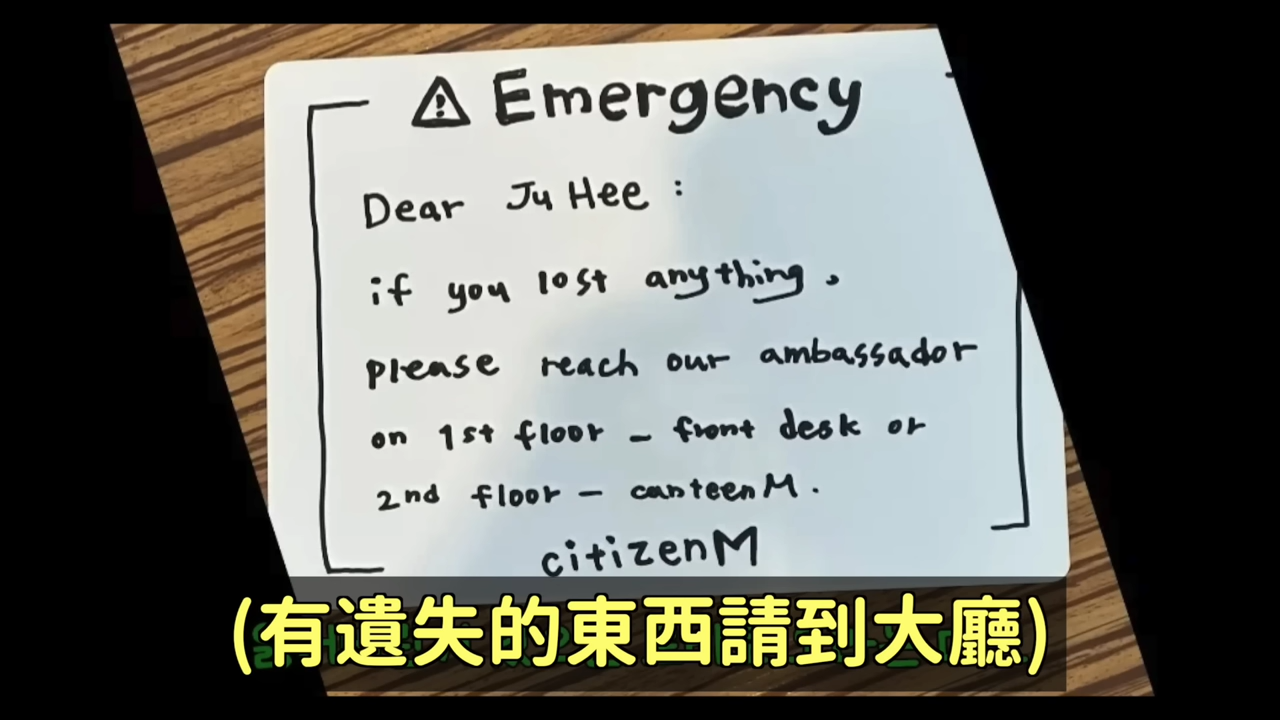 ⚠ Emergency
Dear Ju Hee :
if you lost anything,
please reach our ambassador
on 1st floor – front desk or
2nd floor – canteenM.
citizenM
(有遺失的東西請到大廳)